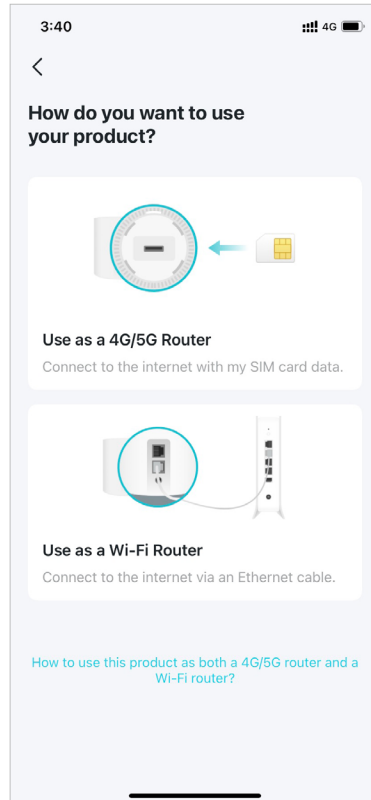 3:40
4G
How do you want to use
your product?
Use as a 4G/5G Router
Connect to the internet with my SIM card data.
Use as a Wi-Fi Router
Connect to the internet via an Ethernet cable.
How to use this product as both a 4G/5G router and a
Wi-Fi router?